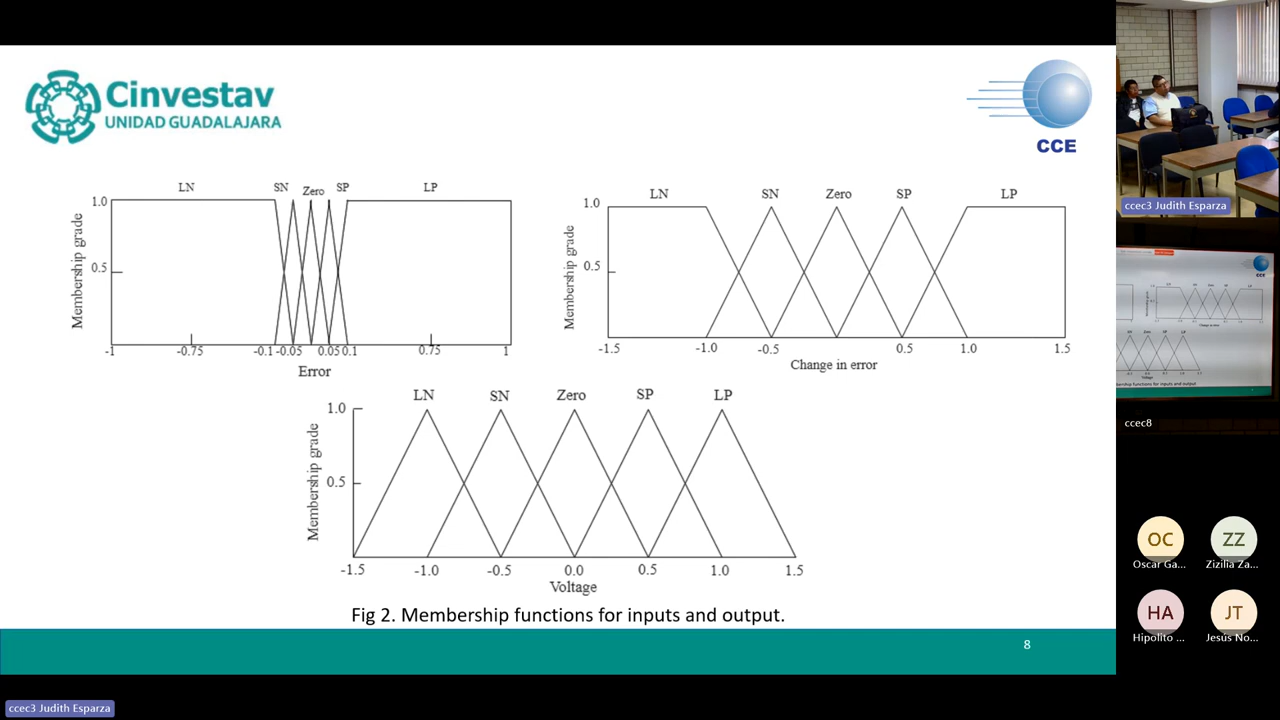 Cinvestav
UNIDAD GUADALAJARA
CCE
LN SN Zero SP LP
1.0
0.5
Membership grade
-1 -0.75 -0.1 -0.05 0.05 0.1 0.75 1
Error
LN SN Zero SP LP
1.0
0.5
Membership grade
-1.5 -1.0 -0.5 0.5 1.0 1.5
Change in error
LN SN Zero SP LP
1.0
0.5
Membership grade
-1.5 -1.0 -0.5 0.0 0.5 1.0 1.5
Voltage
Fig 2. Membership functions for inputs and output.
8
ccec3 Judith Esparza
ccec3 Judith Esparza
ccec8
OC ZZ
Oscar Ga... Zizilia Za...
HA JT
Hipolito ... Jesús No...